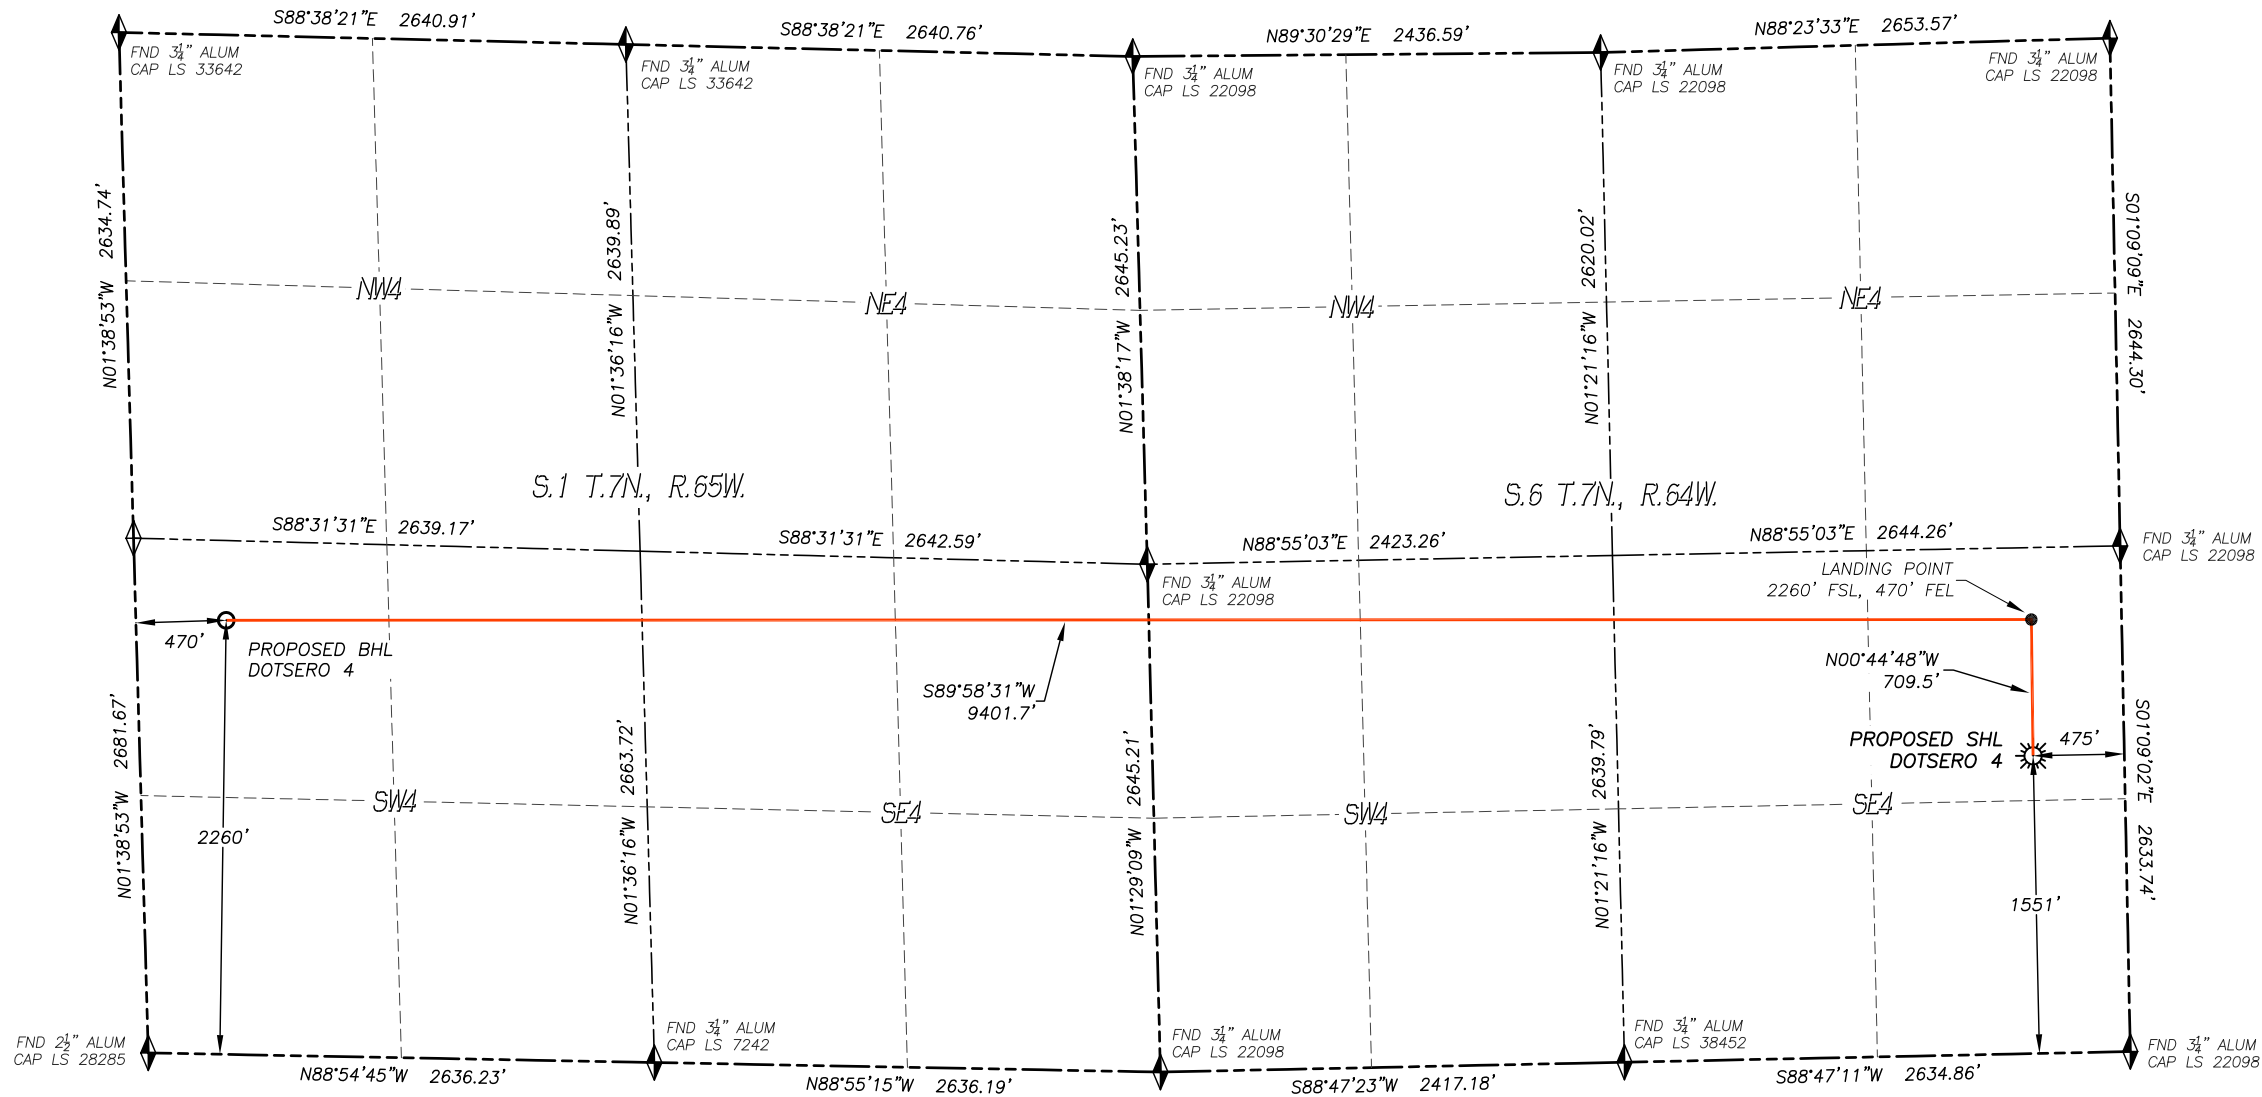 S88°38'21"E 2640.91'
S88°38'21"E 2640.76'
N89°30'29"E 2436.59'
N88°23'33"E 2653.57'
FND 3¼" ALUM
CAP LS 33642
FND 3¼" ALUM
CAP LS 33642
FND 3¼" ALUM
CAP LS 22098
FND 3¼" ALUM
CAP LS 22098
FND 3¼" ALUM
CAP LS 22098
N01°38'53"W 2634.74'
N01°36'16"W 2639.89'
N01°38'17"W 2645.23'
N01°21'16"W 2620.02'
S01°09'09"E 2644.30'
NW4
NE4
NW4
NE4
S.1 T.7N., R.65W.
S.6 T.7N., R.64W.
S88°31'31"E 2639.17'
S88°31'31"E 2642.59'
N88°55'03"E 2423.26'
N88°55'03"E 2644.26'
FND 3¼" ALUM
CAP LS 22098
FND 3¼" ALUM
CAP LS 22098
LANDING POINT
2260' FSL, 470' FEL
470'
PROPOSED BHL
DOTSERO 4
S89°58'31"W
9401.7'
N00°44'48"W
709.5'
PROPOSED SHL
DOTSERO 4
475'
N01°38'53"W 2681.67'
N01°36'16"W 2663.72'
N01°29'09"W 2645.21'
N01°21'16"W 2639.79'
S01°09'02"E 2633.74'
SW4
SE4
SW4
SE4
2260'
1551'
FND 2½" ALUM
CAP LS 28285
FND 3¼" ALUM
CAP LS 7242
FND 3¼" ALUM
CAP LS 22098
FND 3¼" ALUM
CAP LS 38452
FND 3¼" ALUM
CAP LS 22098
N88°54'45"W 2636.23'
N88°55'15"W 2636.19'
S88°47'23"W 2417.18'
S88°47'11"W 2634.86'